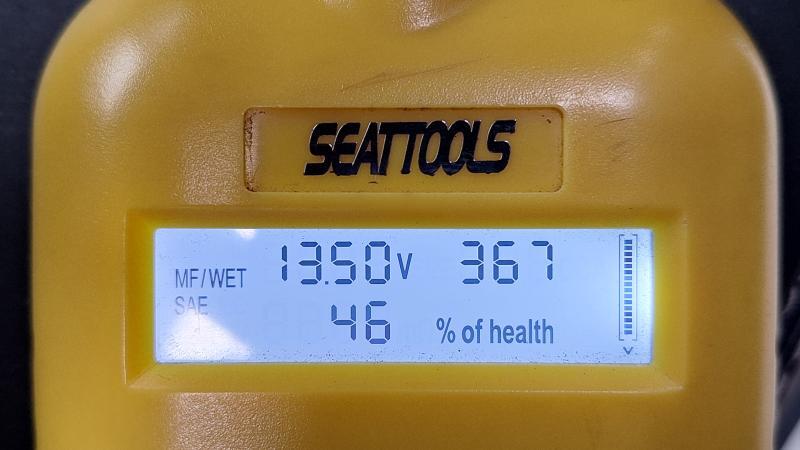 SEATTOOLS
MF/WET 13.50V 367
SAE 46 % of health